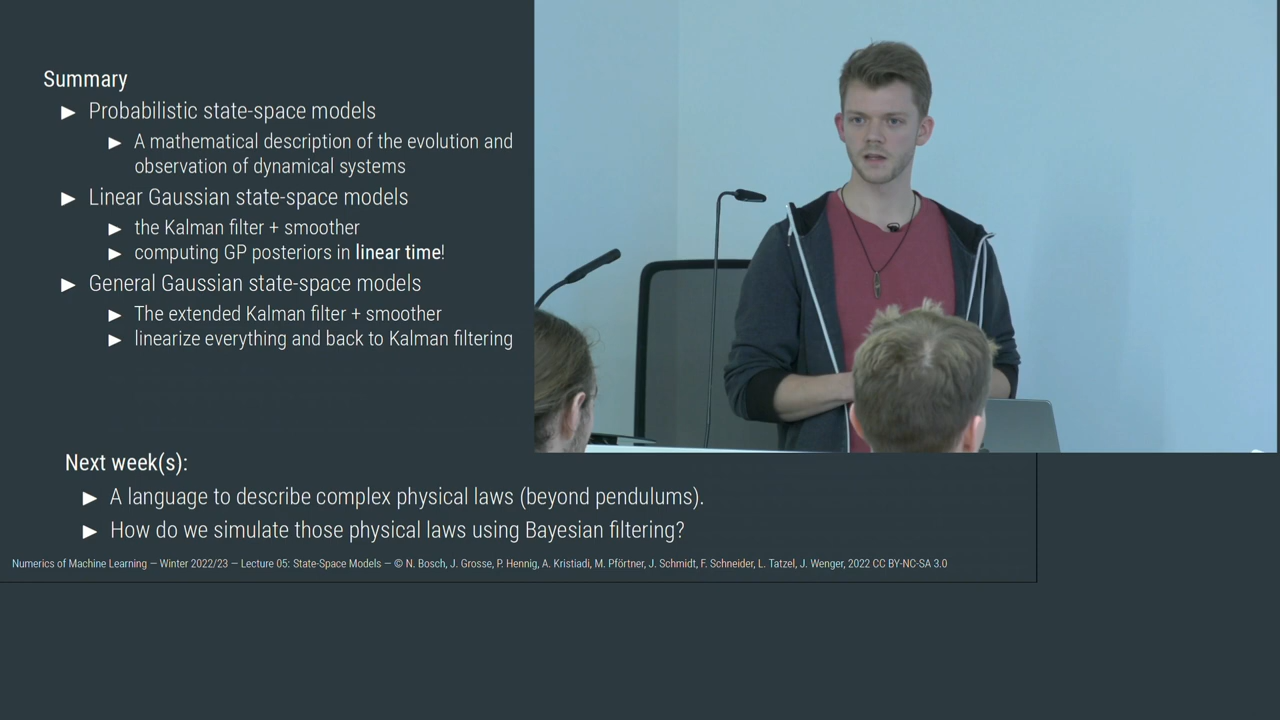 Summary
► Probabilistic state-space models
► A mathematical description of the evolution and
observation of dynamical systems
► Linear Gaussian state-space models
► the Kalman filter + smoother
► computing GP posteriors in linear time!
► General Gaussian state-space models
► The extended Kalman filter + smoother
► linearize everything and back to Kalman filtering
Next week(s):
► A language to describe complex physical laws (beyond pendulums).
► How do we simulate those physical laws using Bayesian filtering?
Numerics of Machine Learning — Winter 2022/23 — Lecture 05: State-Space Models — © N. Bosch, J. Grosse, P. Hennig, A. Kristiadi, M. Pförtner, J. Schmidt, F. Schneider, L. Tatzel, J. Wenger, 2022 CC BY-NC-SA 3.0